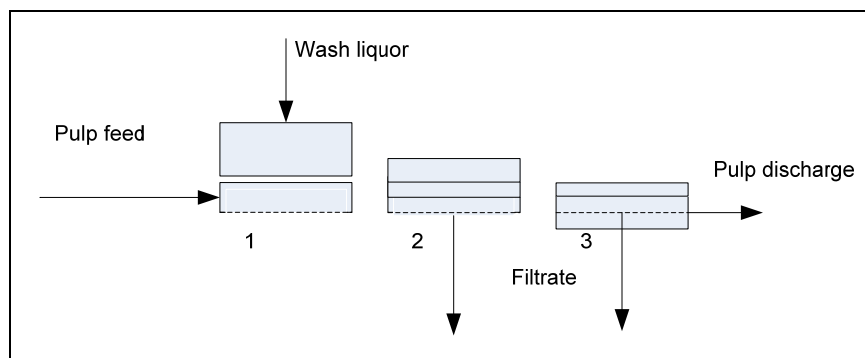 Wash liquor
Pulp feed
Pulp discharge
1
2
3
Filtrate